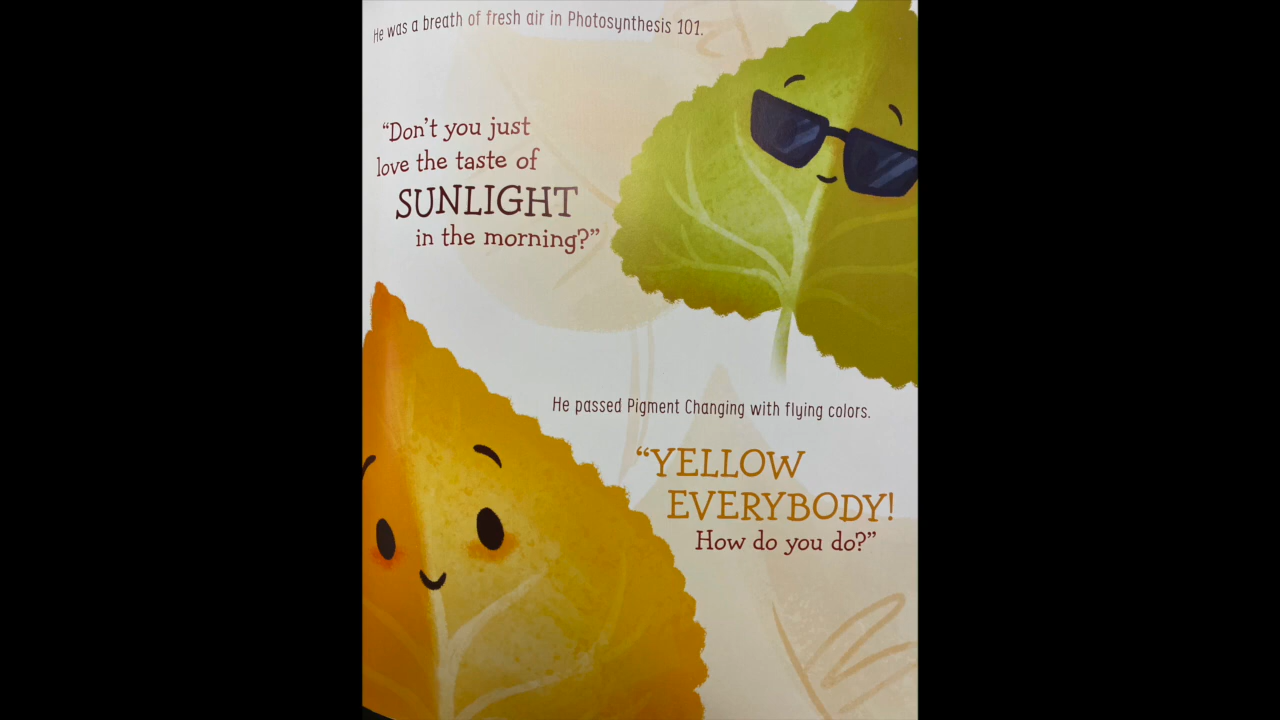 He was a breath of fresh air in Photosynthesis 101.
“Don’t you just
love the taste of
SUNLIGHT
in the morning?”
He passed Pigment Changing with flying colors.
“YELLOW
EVERYBODY!
How do you do?”